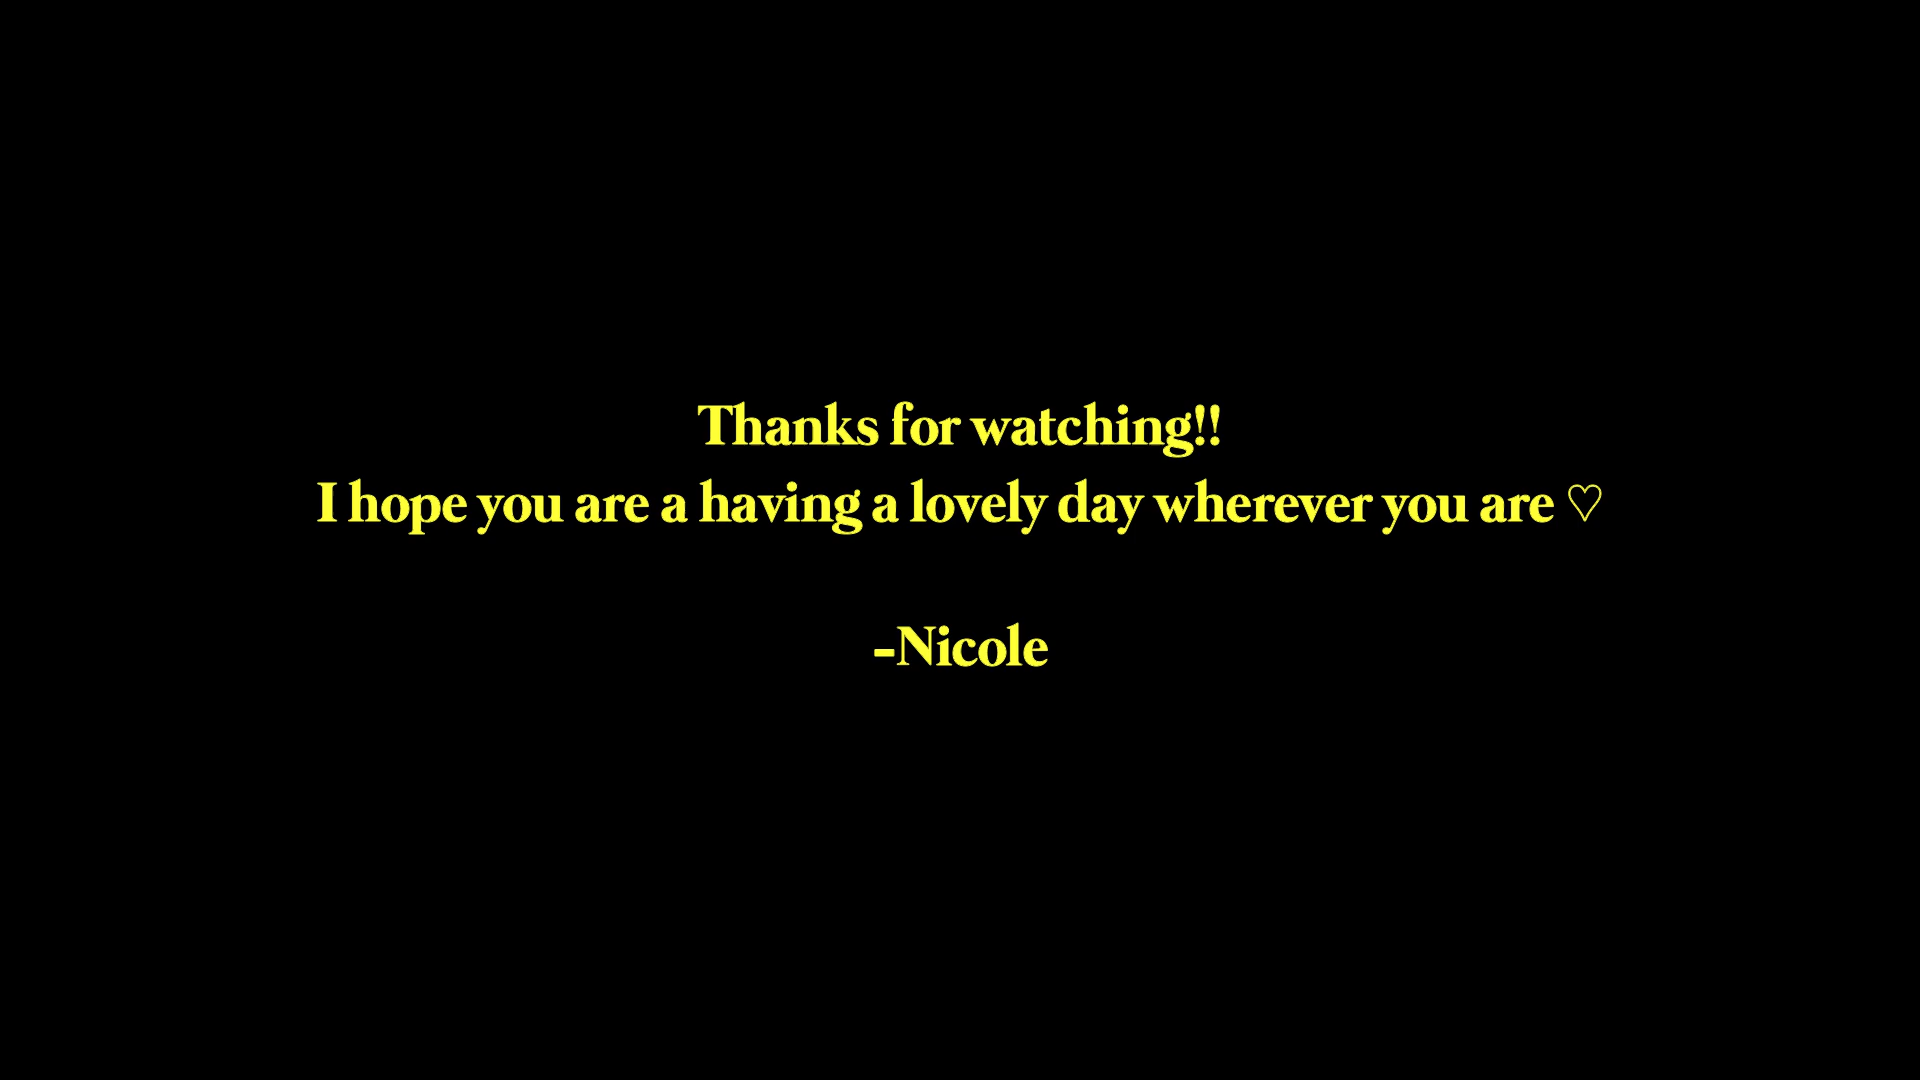 Thanks for watching!!
I hope you are a having a lovely day wherever you are ♡
-Nicole